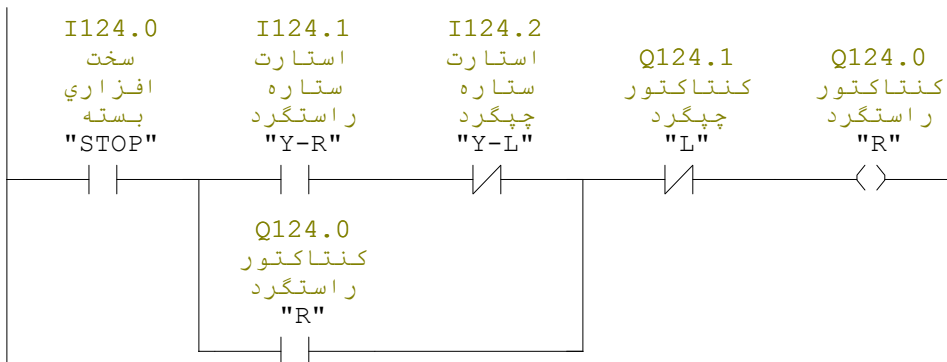 I124.0
سخت
افزاري
بسته
"STOP"
I124.1
استارت
ستاره
راستگرد
"Y-R"
I124.2
استارت
ستاره
چپگرد
"Y-L"
Q124.1
كنتاكتور
چپگرد
"L"
Q124.0
كنتاكتور
راستگرد
"R"
Q124.0
كنتاكتور
راستگرد
"R"